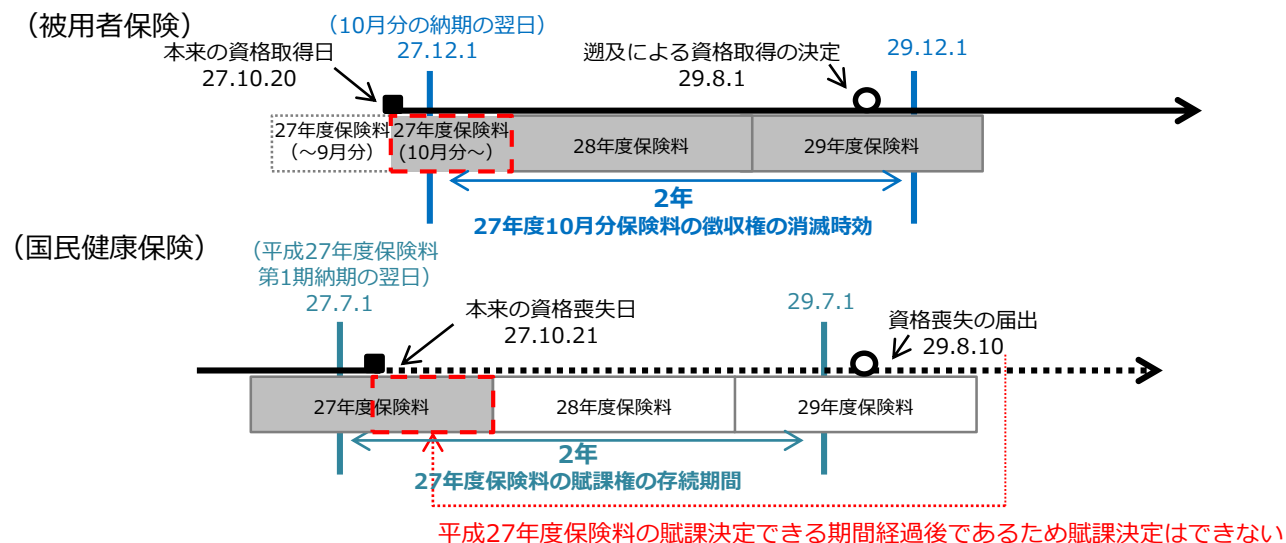 （被用者保険）
本来の資格取得日
27.10.20
（10月分の納期の翌日）
27.12.1
遡及による資格取得の決定
29.8.1
29.12.1
27年度保険料
（～9月分）
27年度保険料
(10月分～)
28年度保険料
29年度保険料
2年
27年度10月分保険料の徴収権の消滅時効
（国民健康保険）
（平成27年度保険料
第1期納期の翌日）
27.7.1
本来の資格喪失日
27.10.21
29.7.1
資格喪失の届出
29.8.10
27年度保険料
28年度保険料
29年度保険料
2年
27年度保険料の賦課権の存続期間
平成27年度保険料の賦課決定できる期間経過後であるため賦課決定はできない